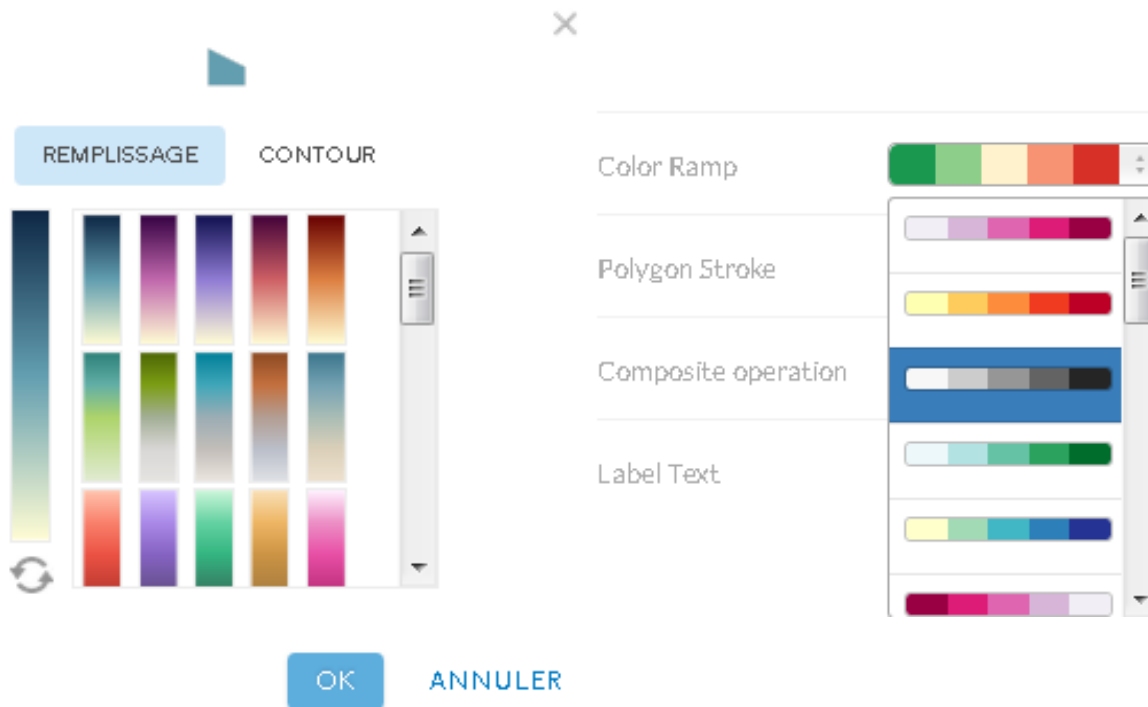 REMPLISSAGE
CONTOUR
OK
ANNULER
Color Ramp
Polygon Stroke
Composite operation
Label Text